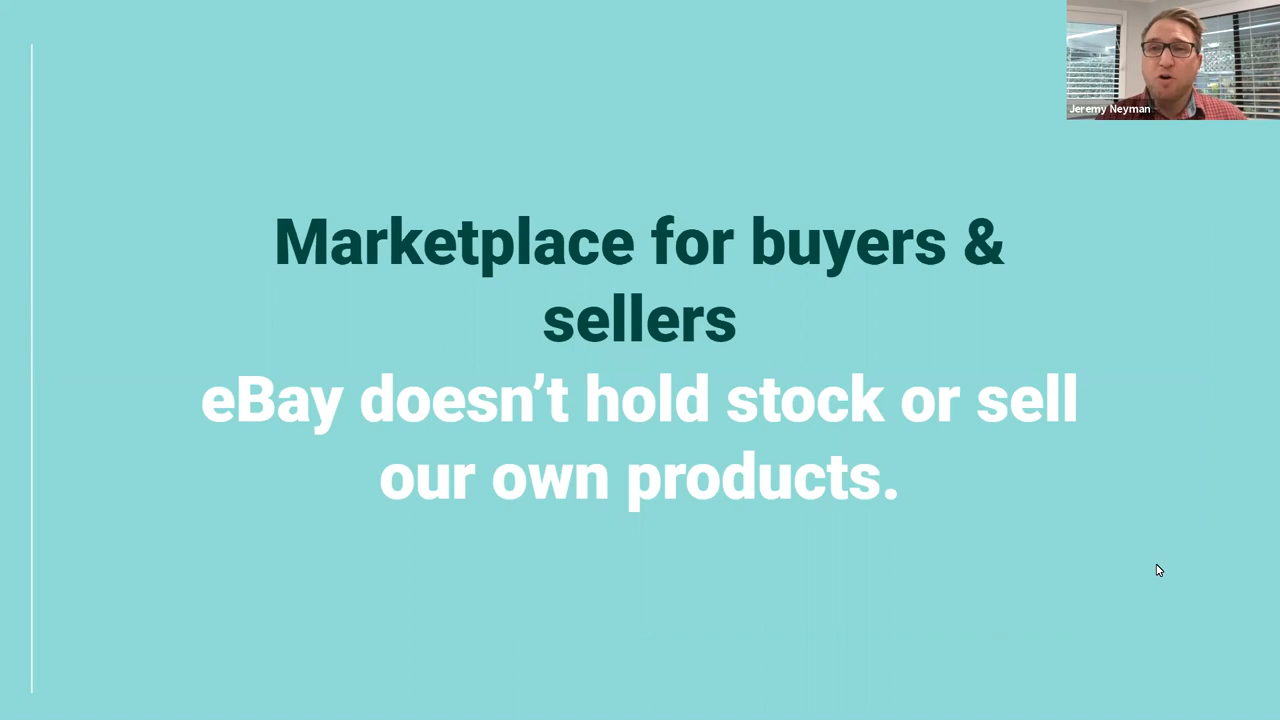 Jeremy Neyman
Marketplace for buyers &
sellers
eBay doesn’t hold stock or sell
our own products.